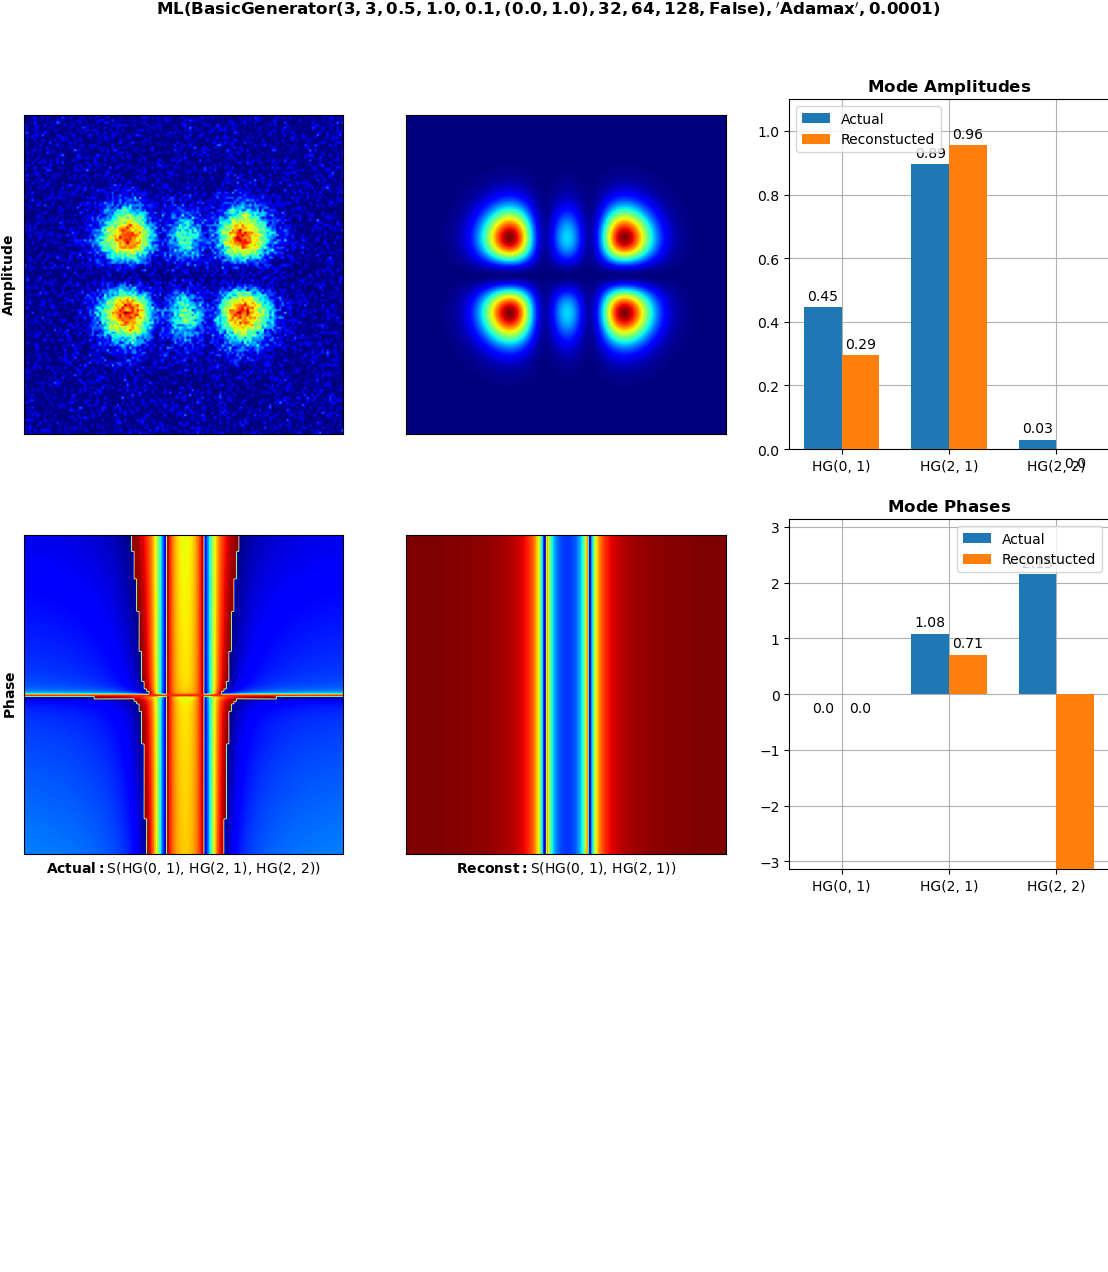 ML(BasicGenerator(3, 3, 0.5, 1.0, 0.1, (0.0, 1.0), 32, 64, 128, False), ′Adamax′, 0.0001)
Amplitude
Mode Amplitudes
Actual
Reconstucted
1.0
0.8
0.6
0.4
0.2
0.0
0.45
0.29
0.89
0.96
0.03
0.0
HG(0, 1)
HG(2, 1)
HG(2, 2)
Phase
Actual: S(HG(0, 1), HG(2, 1), HG(2, 2))
Reconst: S(HG(0, 1), HG(2, 1))
Mode Phases
Actual
Reconstucted
3
2
1
0
−1
−2
−3
0.0
0.0
1.08
0.71
HG(0, 1)
HG(2, 1)
HG(2, 2)